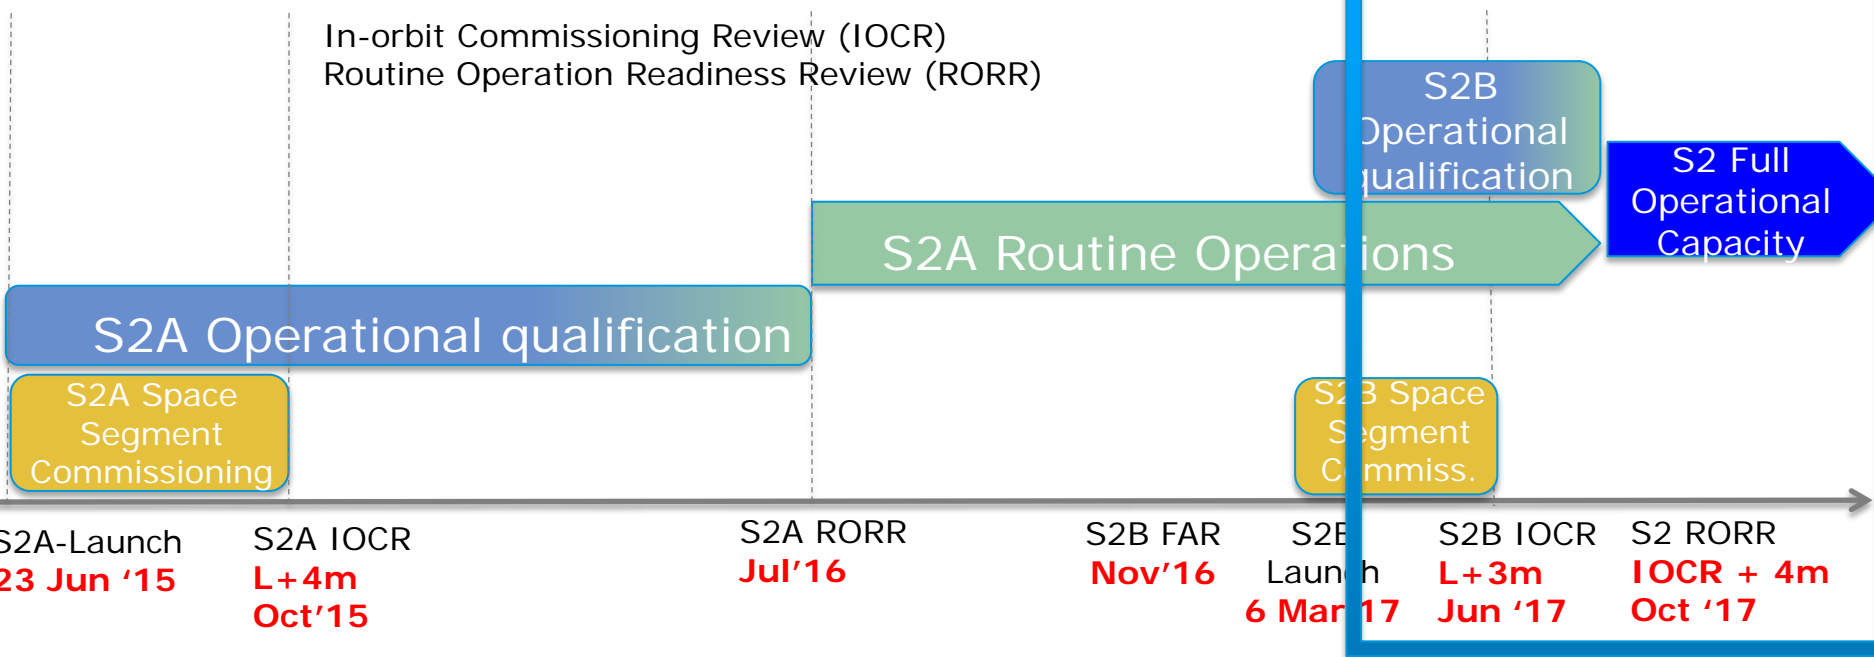 In-orbit Commissioning Review (IOCR)
Routine Operation Readiness Review (RORR)
S2B
Operational
qualification
S2 Full
Operational
Capacity
S2A Routine Operations
S2A Operational qualification
S2A Space
Segment
Commissioning
S2B Space
Segment
Commiss.
S2A-Launch
23 Jun ‘15
S2A IOCR
L+4m
Oct’15
S2A RORR
Jul’16
S2B FAR
Nov’16
S2B
Launch
6 Mar’17
S2B IOCR
L+3m
Jun ‘17
S2 RORR
IOCR + 4m
Oct ‘17